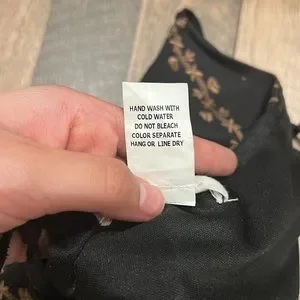 HAND WASH WITH
COLD WATER
DO NOT BLEACH
COLOR SEPARATE
HANG OR LINE DRY